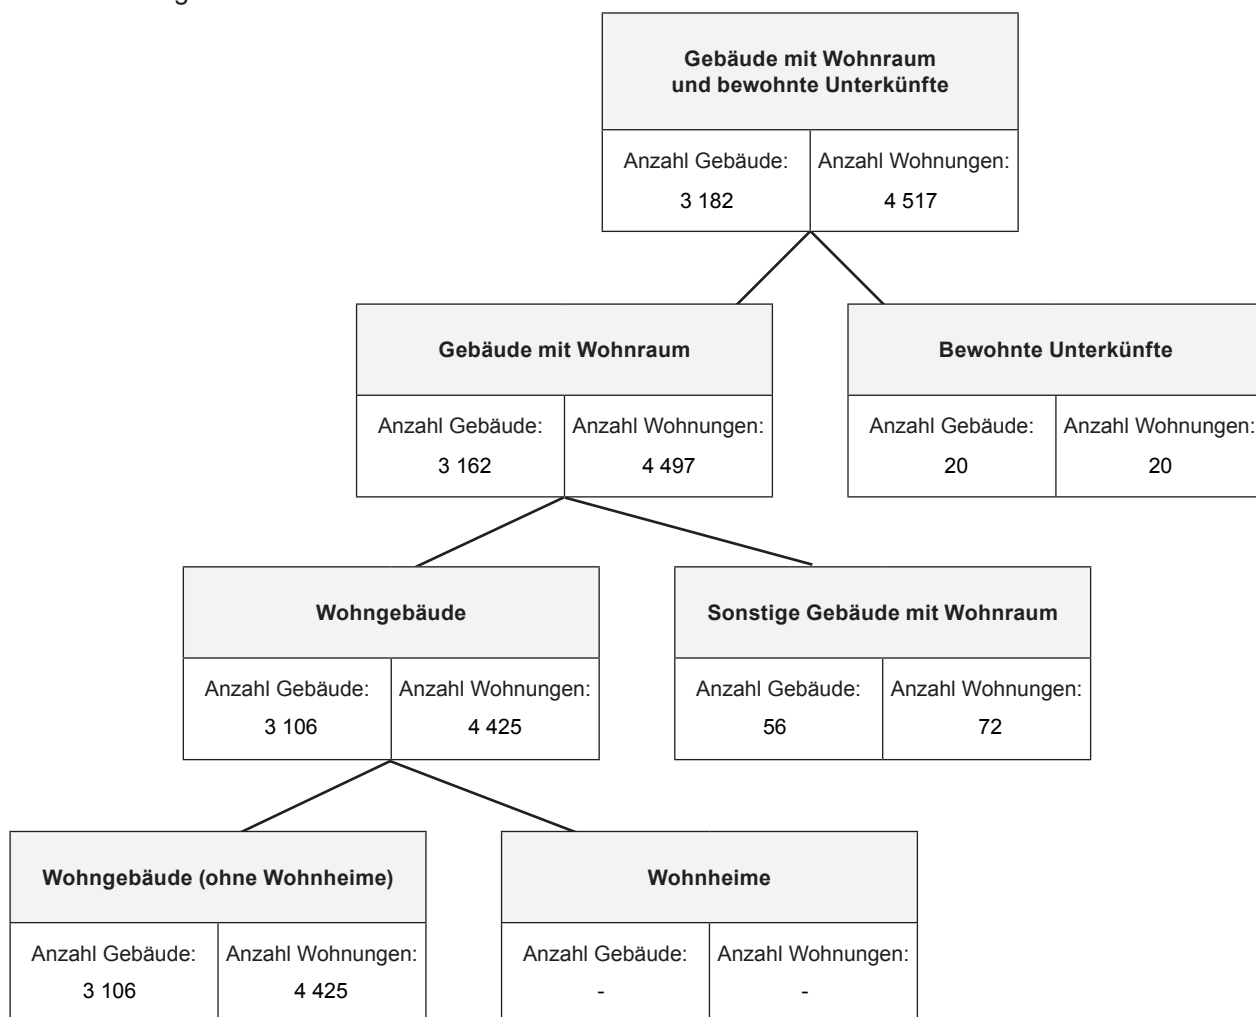 Gebäude mit Wohnraum
und bewohnte Unterkünfte
Anzahl Gebäude: Anzahl Wohnungen:
3 182 4 517
Gebäude mit Wohnraum Bewohnte Unterkünfte
Anzahl Gebäude: Anzahl Wohnungen: Anzahl Gebäude: Anzahl Wohnungen:
3 162 4 497 20 20
Wohngebäude Sonstige Gebäude mit Wohnraum
Anzahl Gebäude: Anzahl Wohnungen: Anzahl Gebäude: Anzahl Wohnungen:
3 106 4 425 56 72
Wohngebäude (ohne Wohnheime) Wohnheime
Anzahl Gebäude: Anzahl Wohnungen: Anzahl Gebäude: Anzahl Wohnungen:
3 106 4 425 - -